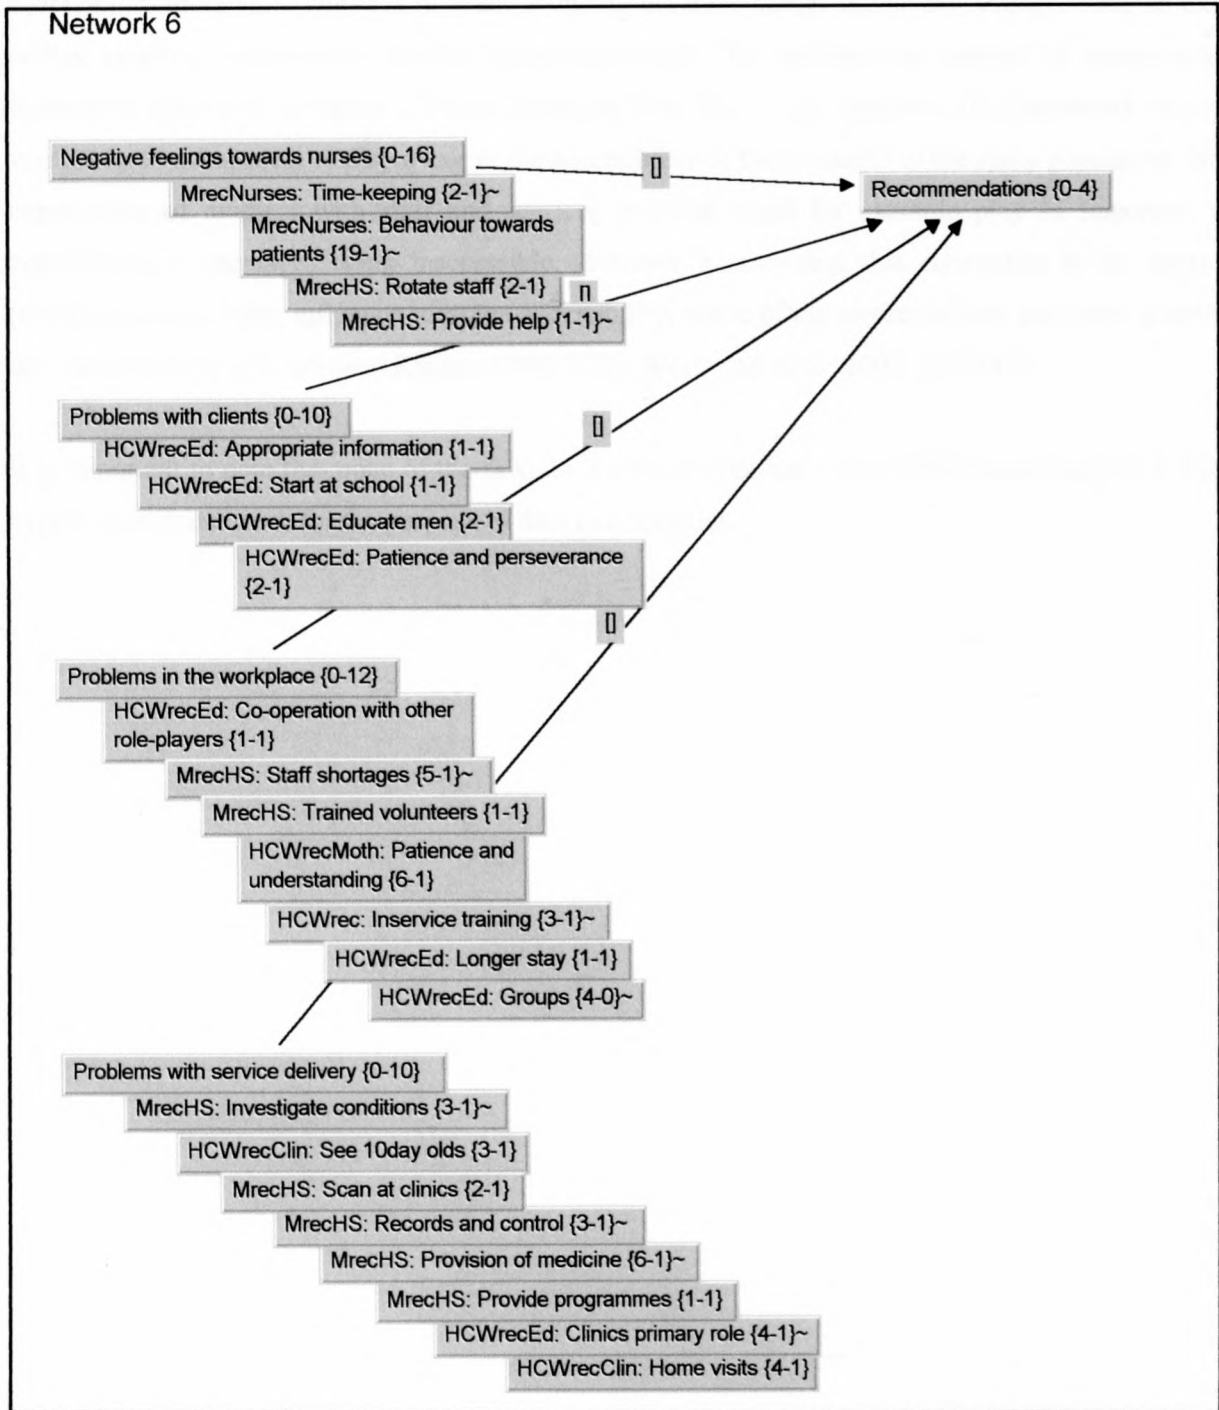 Network 6
Negative feelings towards nurses {0-16}
[]
Recommendations {0-4}
MrecNurses: Time-keeping {2-1}~
MrecNurses: Behaviour towards
patients {19-1}~
MrecHS: Rotate staff {2-1}
[]
MrecHS: Provide help {1-1}~
Problems with clients {0-10}
[]
HCWrecEd: Appropriate information {1-1}
HCWrecEd: Start at school {1-1}
HCWrecEd: Educate men {2-1}
HCWrecEd: Patience and perseverance
{2-1}
[]
Problems in the workplace {0-12}
HCWrecEd: Co-operation with other
role-players {1-1}
MrecHS: Staff shortages {5-1}~
MrecHS: Trained volunteers {1-1}
HCWrecMoth: Patience and
understanding {6-1}
HCWrec: Inservice training {3-1}~
HCWrecEd: Longer stay {1-1}
HCWrecEd: Groups {4-0}~
Problems with service delivery {0-10}
MrecHS: Investigate conditions {3-1}~
HCWrecClin: See 10day olds {3-1}
MrecHS: Scan at clinics {2-1}
MrecHS: Records and control {3-1}~
MrecHS: Provision of medicine {6-1}~
MrecHS: Provide programmes {1-1}
HCWrecEd: Clinics primary role {4-1}~
HCWrecClin: Home visits {4-1}